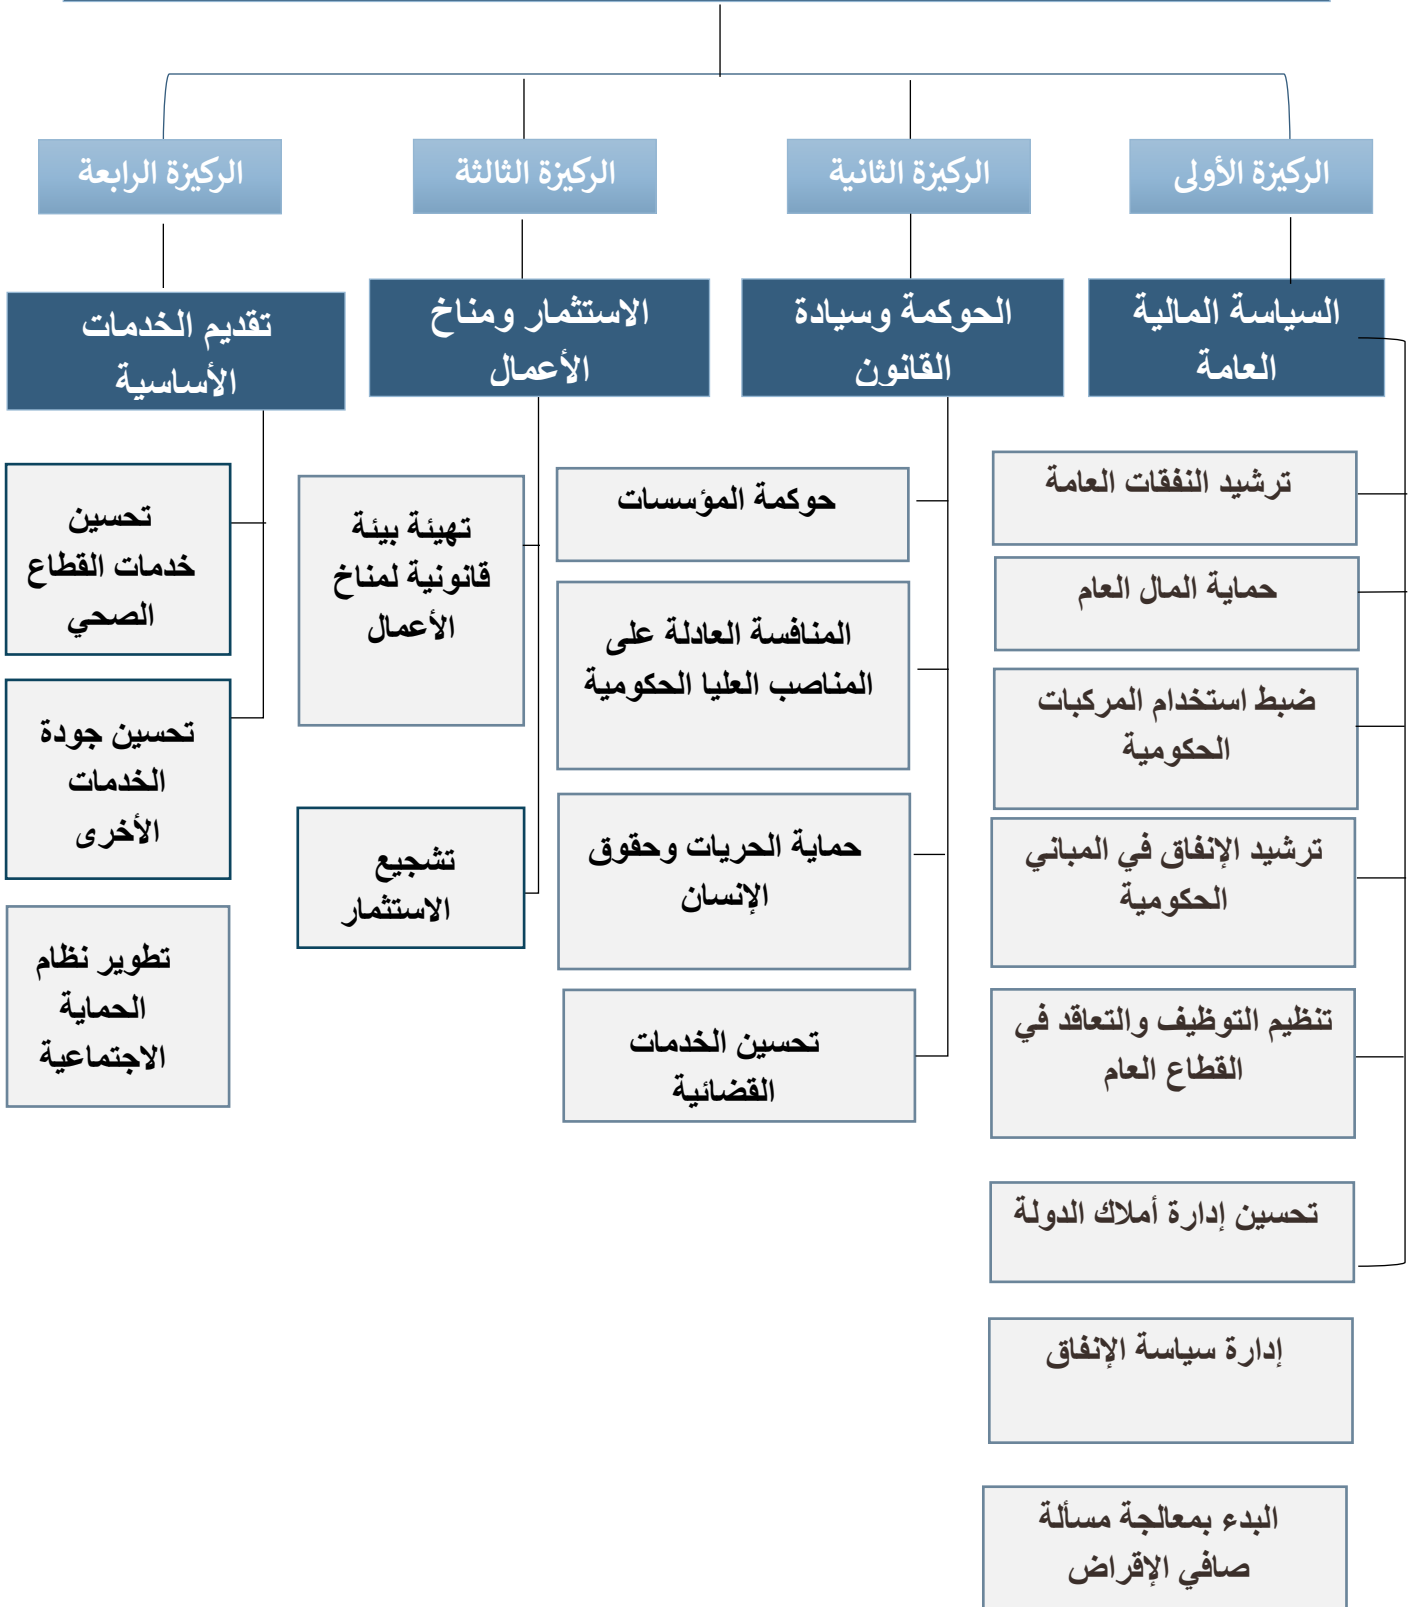 الركيزة الأولى
الركيزة الثانية
الركيزة الثالثة
الركيزة الرابعة
السياسة المالية
العامة
الحوكمة وسيادة
القانون
الاستثمار ومناخ
الأعمال
تقديم الخدمات
الأساسية
ترشيد النفقات العامة
حماية المال العام
ضبط استخدام المركبات
الحكومية
ترشيد الإنفاق في المباني
الحكومية
تنظيم التوظيف والتعاقد في
القطاع العام
تحسين إدارة أملاك الدولة
إدارة سياسة الإنفاق
البدء بمعالجة مسألة
صافي الإقراض
حوكمة المؤسسات
المنافسة العادلة على
المناصب العليا الحكومية
حماية الحريات وحقوق
الإنسان
تحسين الخدمات
القضائية
تهيئة بيئة
قانونية لمناخ
الأعمال
تشجيع
الاستثمار
تحسين
خدمات القطاع
الصحي
تحسين جودة
الخدمات
الأخرى
تطوير نظام
الحماية
الاجتماعية